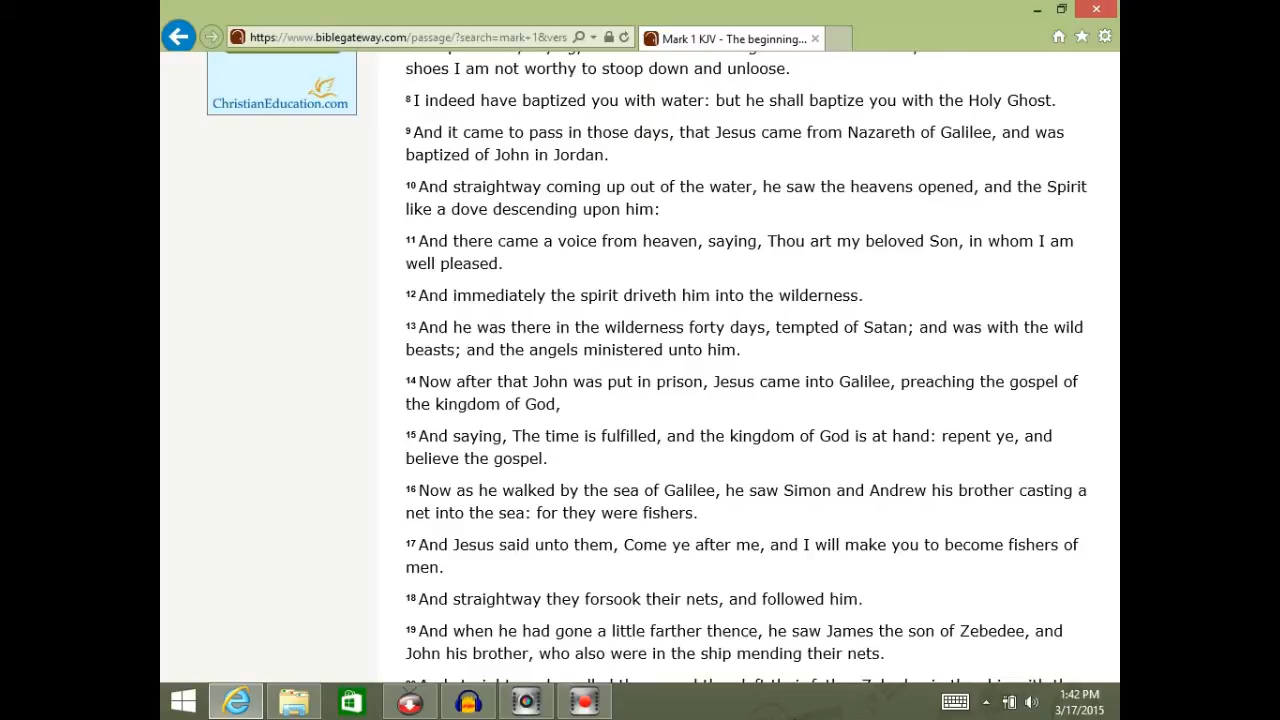 https://www.biblegateway.com/passage/?search=mark+1&vers
Mark 1 KJV - The beginning...
ChristianEducation.com
shoes I am not worthy to stoop down and unloose.
8 I indeed have baptized you with water: but he shall baptize you with the Holy Ghost.
9 And it came to pass in those days, that Jesus came from Nazareth of Galilee, and was
baptized of John in Jordan.
10 And straightway coming up out of the water, he saw the heavens opened, and the Spirit
like a dove descending upon him:
11 And there came a voice from heaven, saying, Thou art my beloved Son, in whom I am
well pleased.
12 And immediately the spirit driveth him into the wilderness.
13 And he was there in the wilderness forty days, tempted of Satan; and was with the wild
beasts; and the angels ministered unto him.
14 Now after that John was put in prison, Jesus came into Galilee, preaching the gospel of
the kingdom of God,
15 And saying, The time is fulfilled, and the kingdom of God is at hand: repent ye, and
believe the gospel.
16 Now as he walked by the sea of Galilee, he saw Simon and Andrew his brother casting a
net into the sea: for they were fishers.
17 And Jesus said unto them, Come ye after me, and I will make you to become fishers of
men.
18 And straightway they forsook their nets, and followed him.
19 And when he had gone a little farther thence, he saw James the son of Zebedee, and
John his brother, who also were in the ship mending their nets.
1:42 PM
3/17/2015